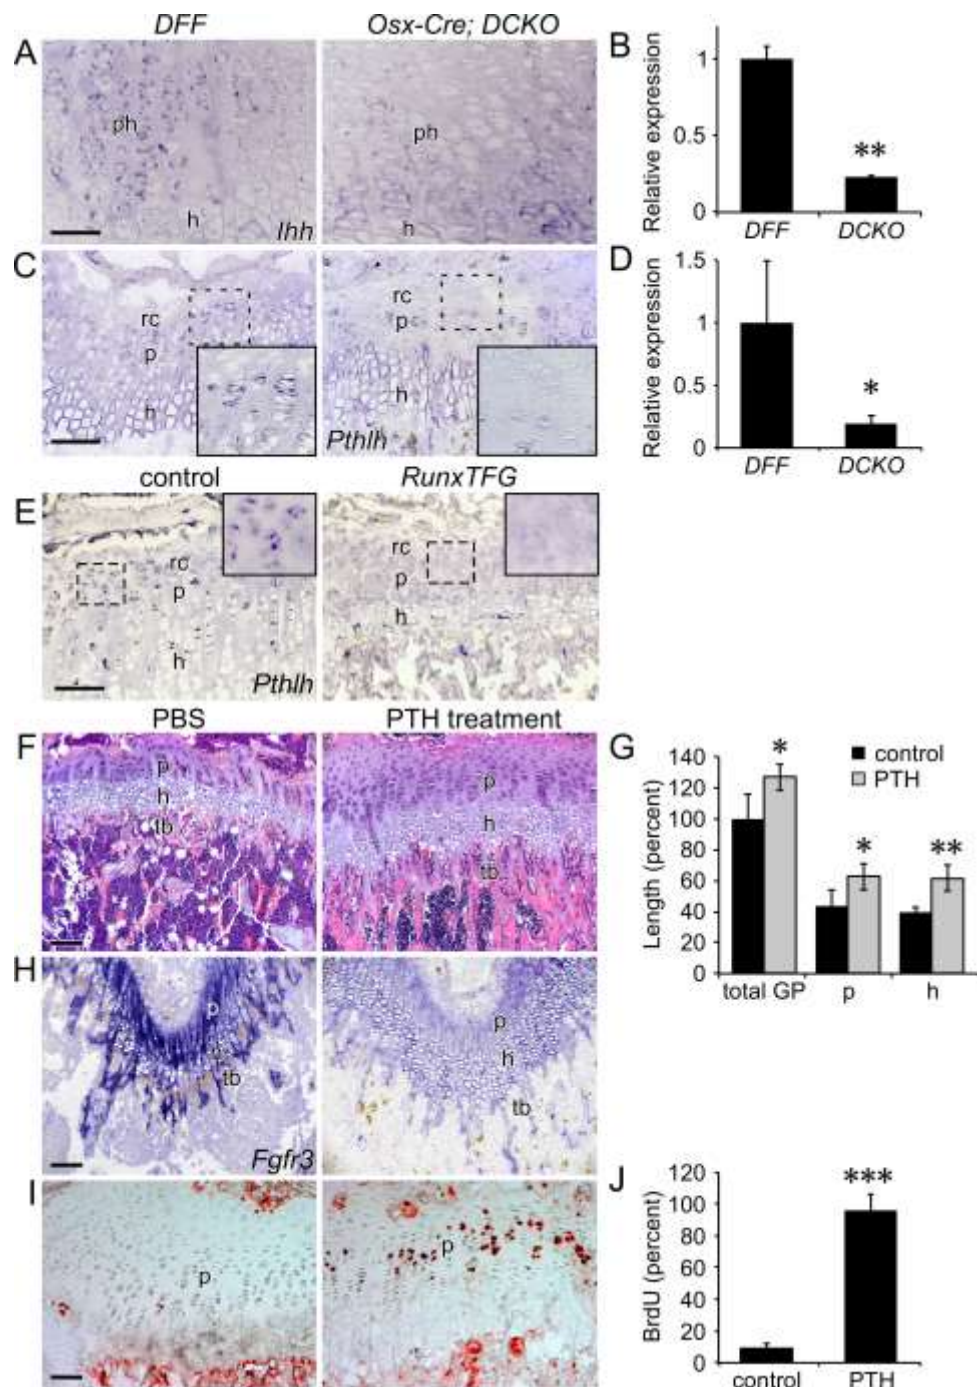 DFF
Osx-Cre; DCKO
A
ph
h
Ihh
ph
h
B
Relative expression
1
0.5
0
**
DFF
DCKO
C
rc
p
h
rc
p
h
Pthlh
D
Relative expression
1.5
1
0.5
0
*
DFF
DCKO
control
RunxTFG
E
rc
p
h
Pthlh
rc
p
h
PBS
PTH treatment
F
p
h
tb
p
h
tb
G
Length (percent)
140
120
100
80
60
40
20
0
*
*
**
control
PTH
total GP
p
h
H
p
tb
Fgfr3
p
h
tb
I
p
p
J
BrdU (percent)
120
100
80
60
40
20
0
***
control
PTH